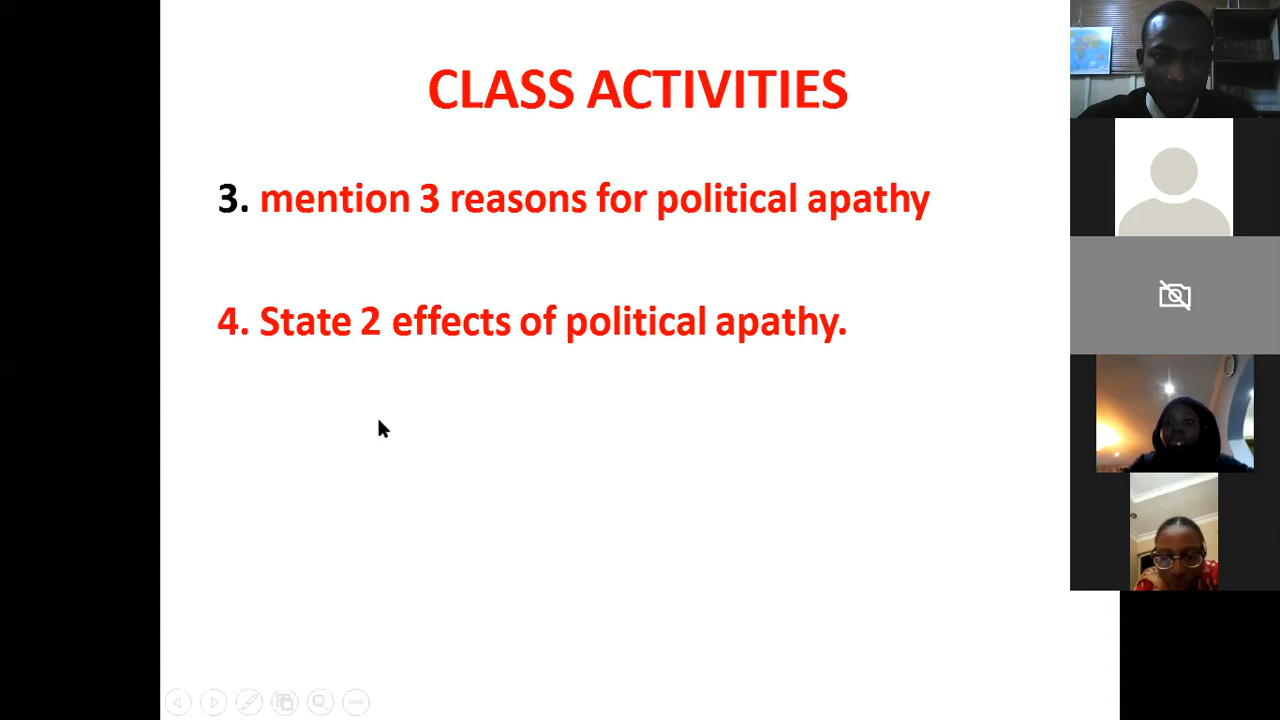 CLASS ACTIVITIES
3. mention 3 reasons for political apathy
4. State 2 effects of political apathy.